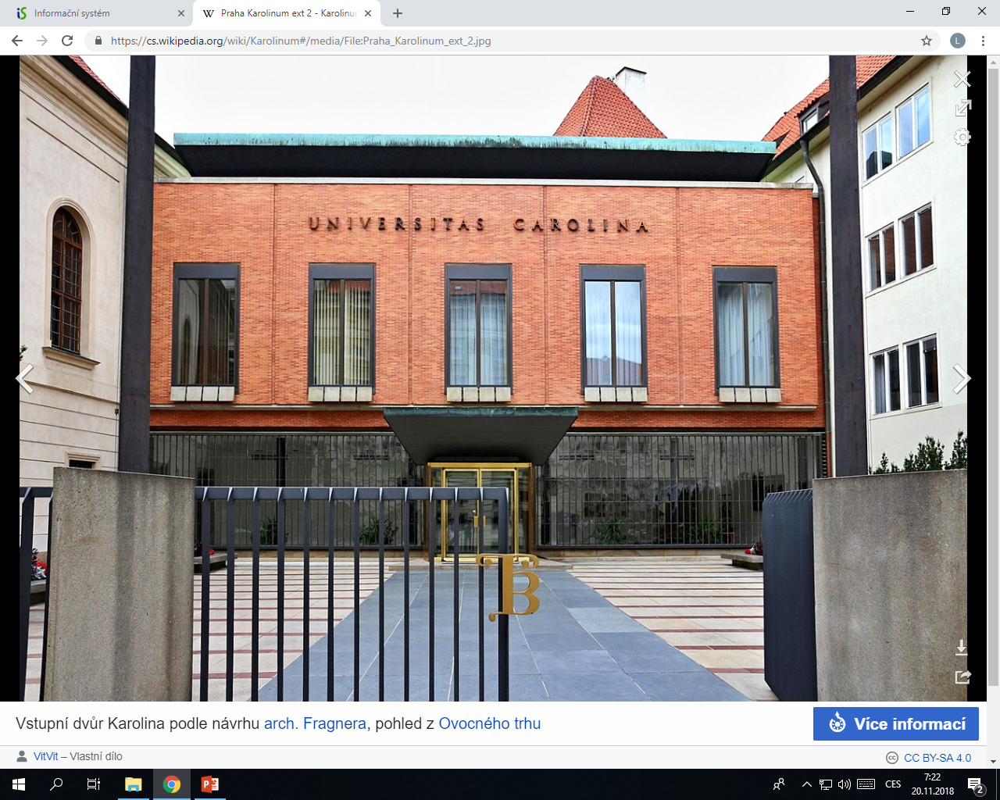 Informační systém
Praha Karolinum ext 2 - Karolinum
https://cs.wikipedia.org/wiki/Karolinum#/media/File:Praha_Karolinum_ext_2.jpg
L
UNIVERSITAS CAROLINA
B
Vstupní dvůr Karolina podle návrhu arch. Fragnera, pohled z Ovocného trhu
Více informací
VitVit – Vlastní dílo
CC BY-SA 4.0
CES
7:22
20.11.2018
2